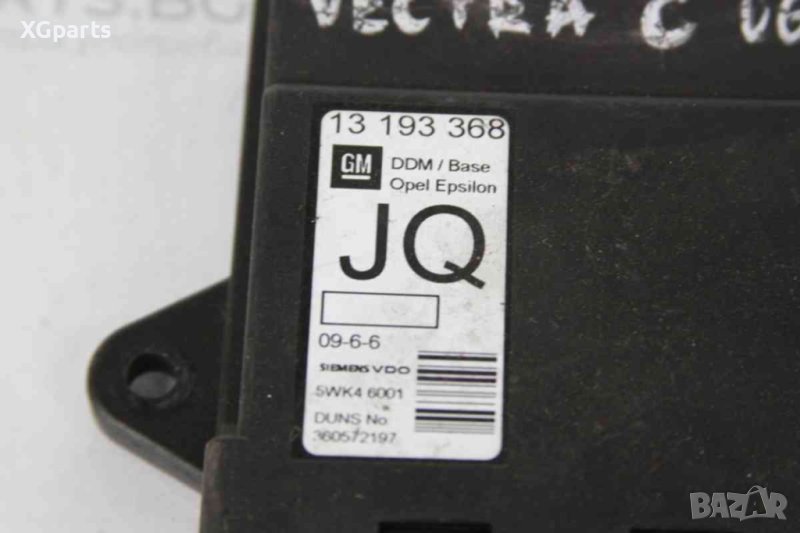 XGparts
VECTRA C
13 193 368
GM
DDM / Base
Opel Epsilon
JQ
09-6-6
SIEMENS VDO
5WK4 6001
DUNS No
360572197
BAZAR